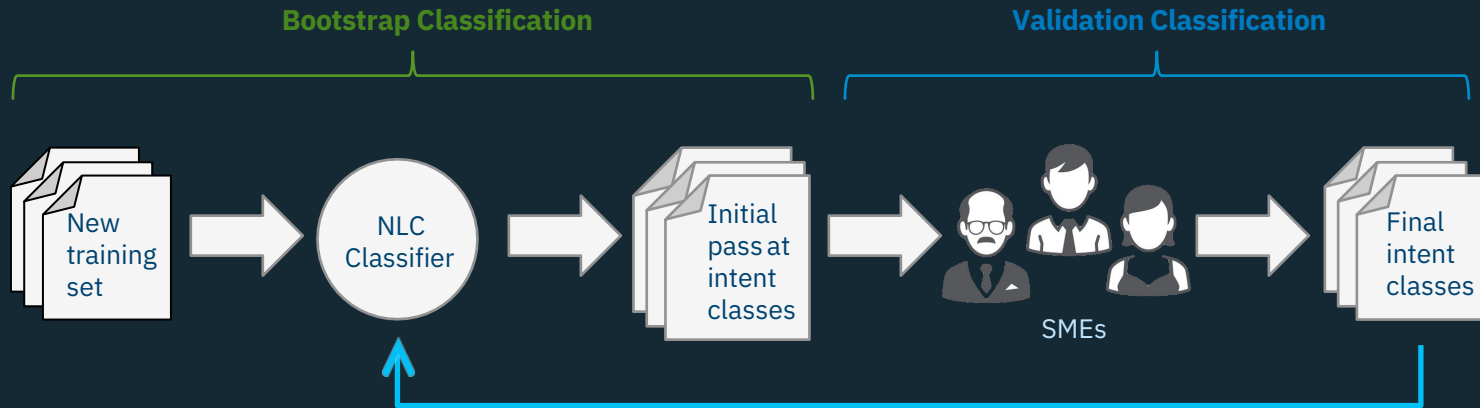 Bootstrap Classification
Validation Classification
New
training
set
NLC
Classifier
Initial
pass at
intent
classes
SMEs
Final
intent
classes